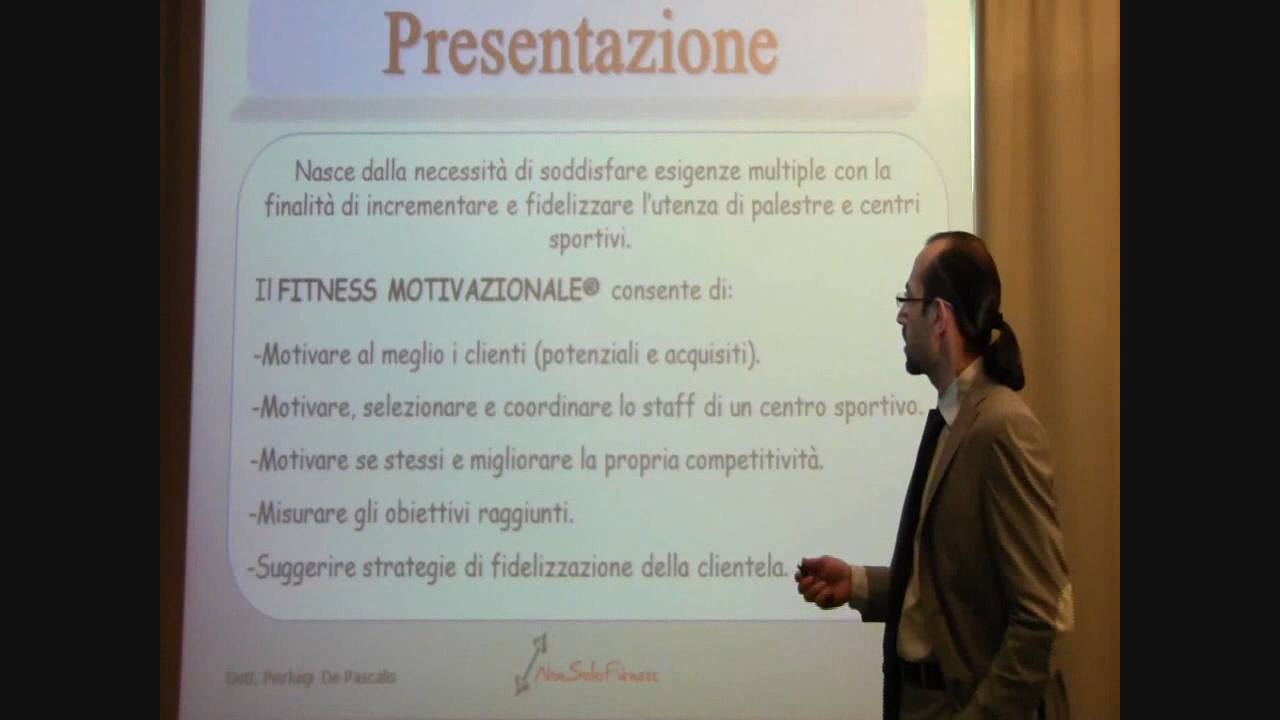 Presentazione
Nasce dalla necessità di soddisfare esigenze multiple con la
finalità di incrementare e fidelizzare l'utenza di palestre e centri
sportivi.
Il FITNESS MOTIVAZIONALE® consente di:
-Motivare al meglio i clienti (potenziali e acquisiti).
-Motivare, selezionare e coordinare lo staff di un centro sportivo.
-Motivare se stessi e migliorare la propria competitività.
-Misurare gli obiettivi raggiunti.
-Suggerire strategie di fidelizzazione della clientela.
Dott. Pierluigi De Pascalis
NonSoloFitness